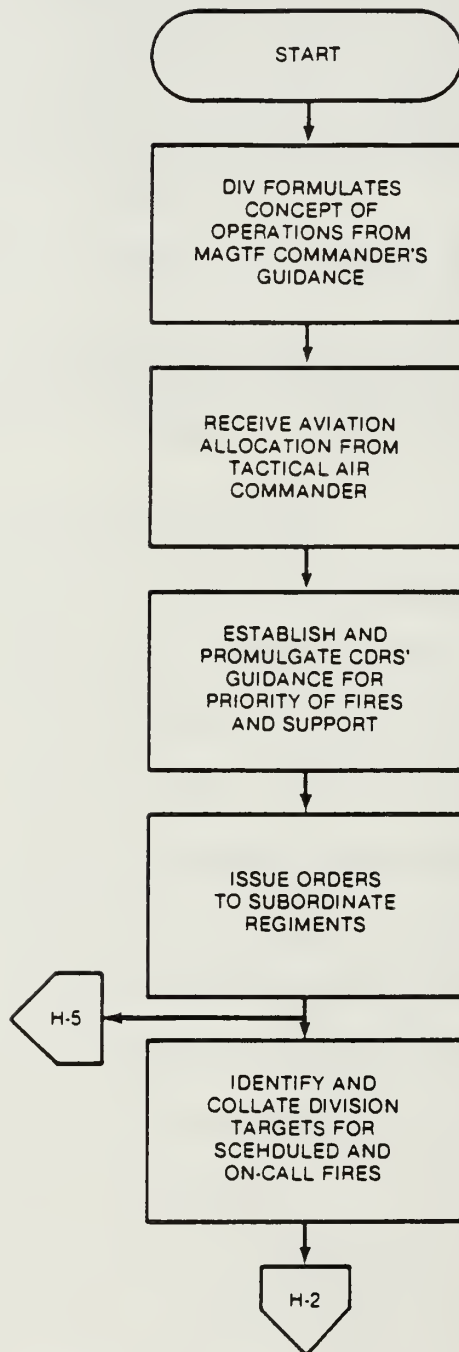 START
DIV FORMULATES
CONCEPT OF
OPERATIONS FROM
MAGTF COMMANDER'S
GUIDANCE
RECEIVE AVIATION
ALLOCATION FROM
TACTICAL AIR
COMMANDER
ESTABLISH AND
PROMULGATE CDRS'
GUIDANCE FOR
PRIORITY OF FIRES
AND SUPPORT
ISSUE ORDERS
TO SUBORDINATE
REGIMENTS
H-5
IDENTIFY AND
COLLATE DIVISION
TARGETS FOR
SCEHDULED AND
ON-CALL FIRES
H-2